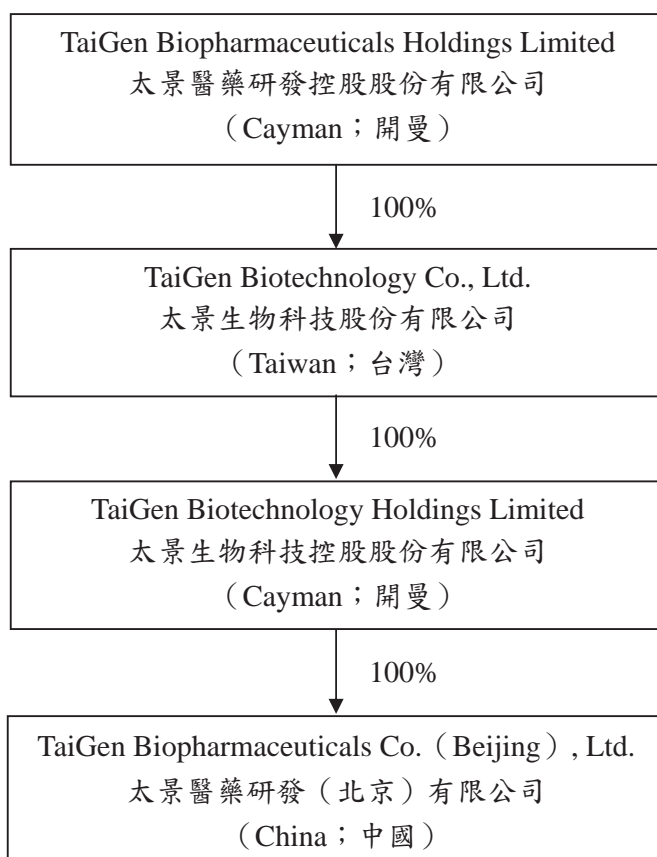 TaiGen Biopharmaceuticals Holdings Limited
太景醫藥研發控股股份有限公司
（Cayman；開曼）
100%
TaiGen Biotechnology Co., Ltd.
太景生物科技股份有限公司
（Taiwan；台灣）
100%
TaiGen Biotechnology Holdings Limited
太景生物科技控股股份有限公司
（Cayman；開曼）
100%
TaiGen Biopharmaceuticals Co.（Beijing）, Ltd.
太景醫藥研發（北京）有限公司
（China；中國）